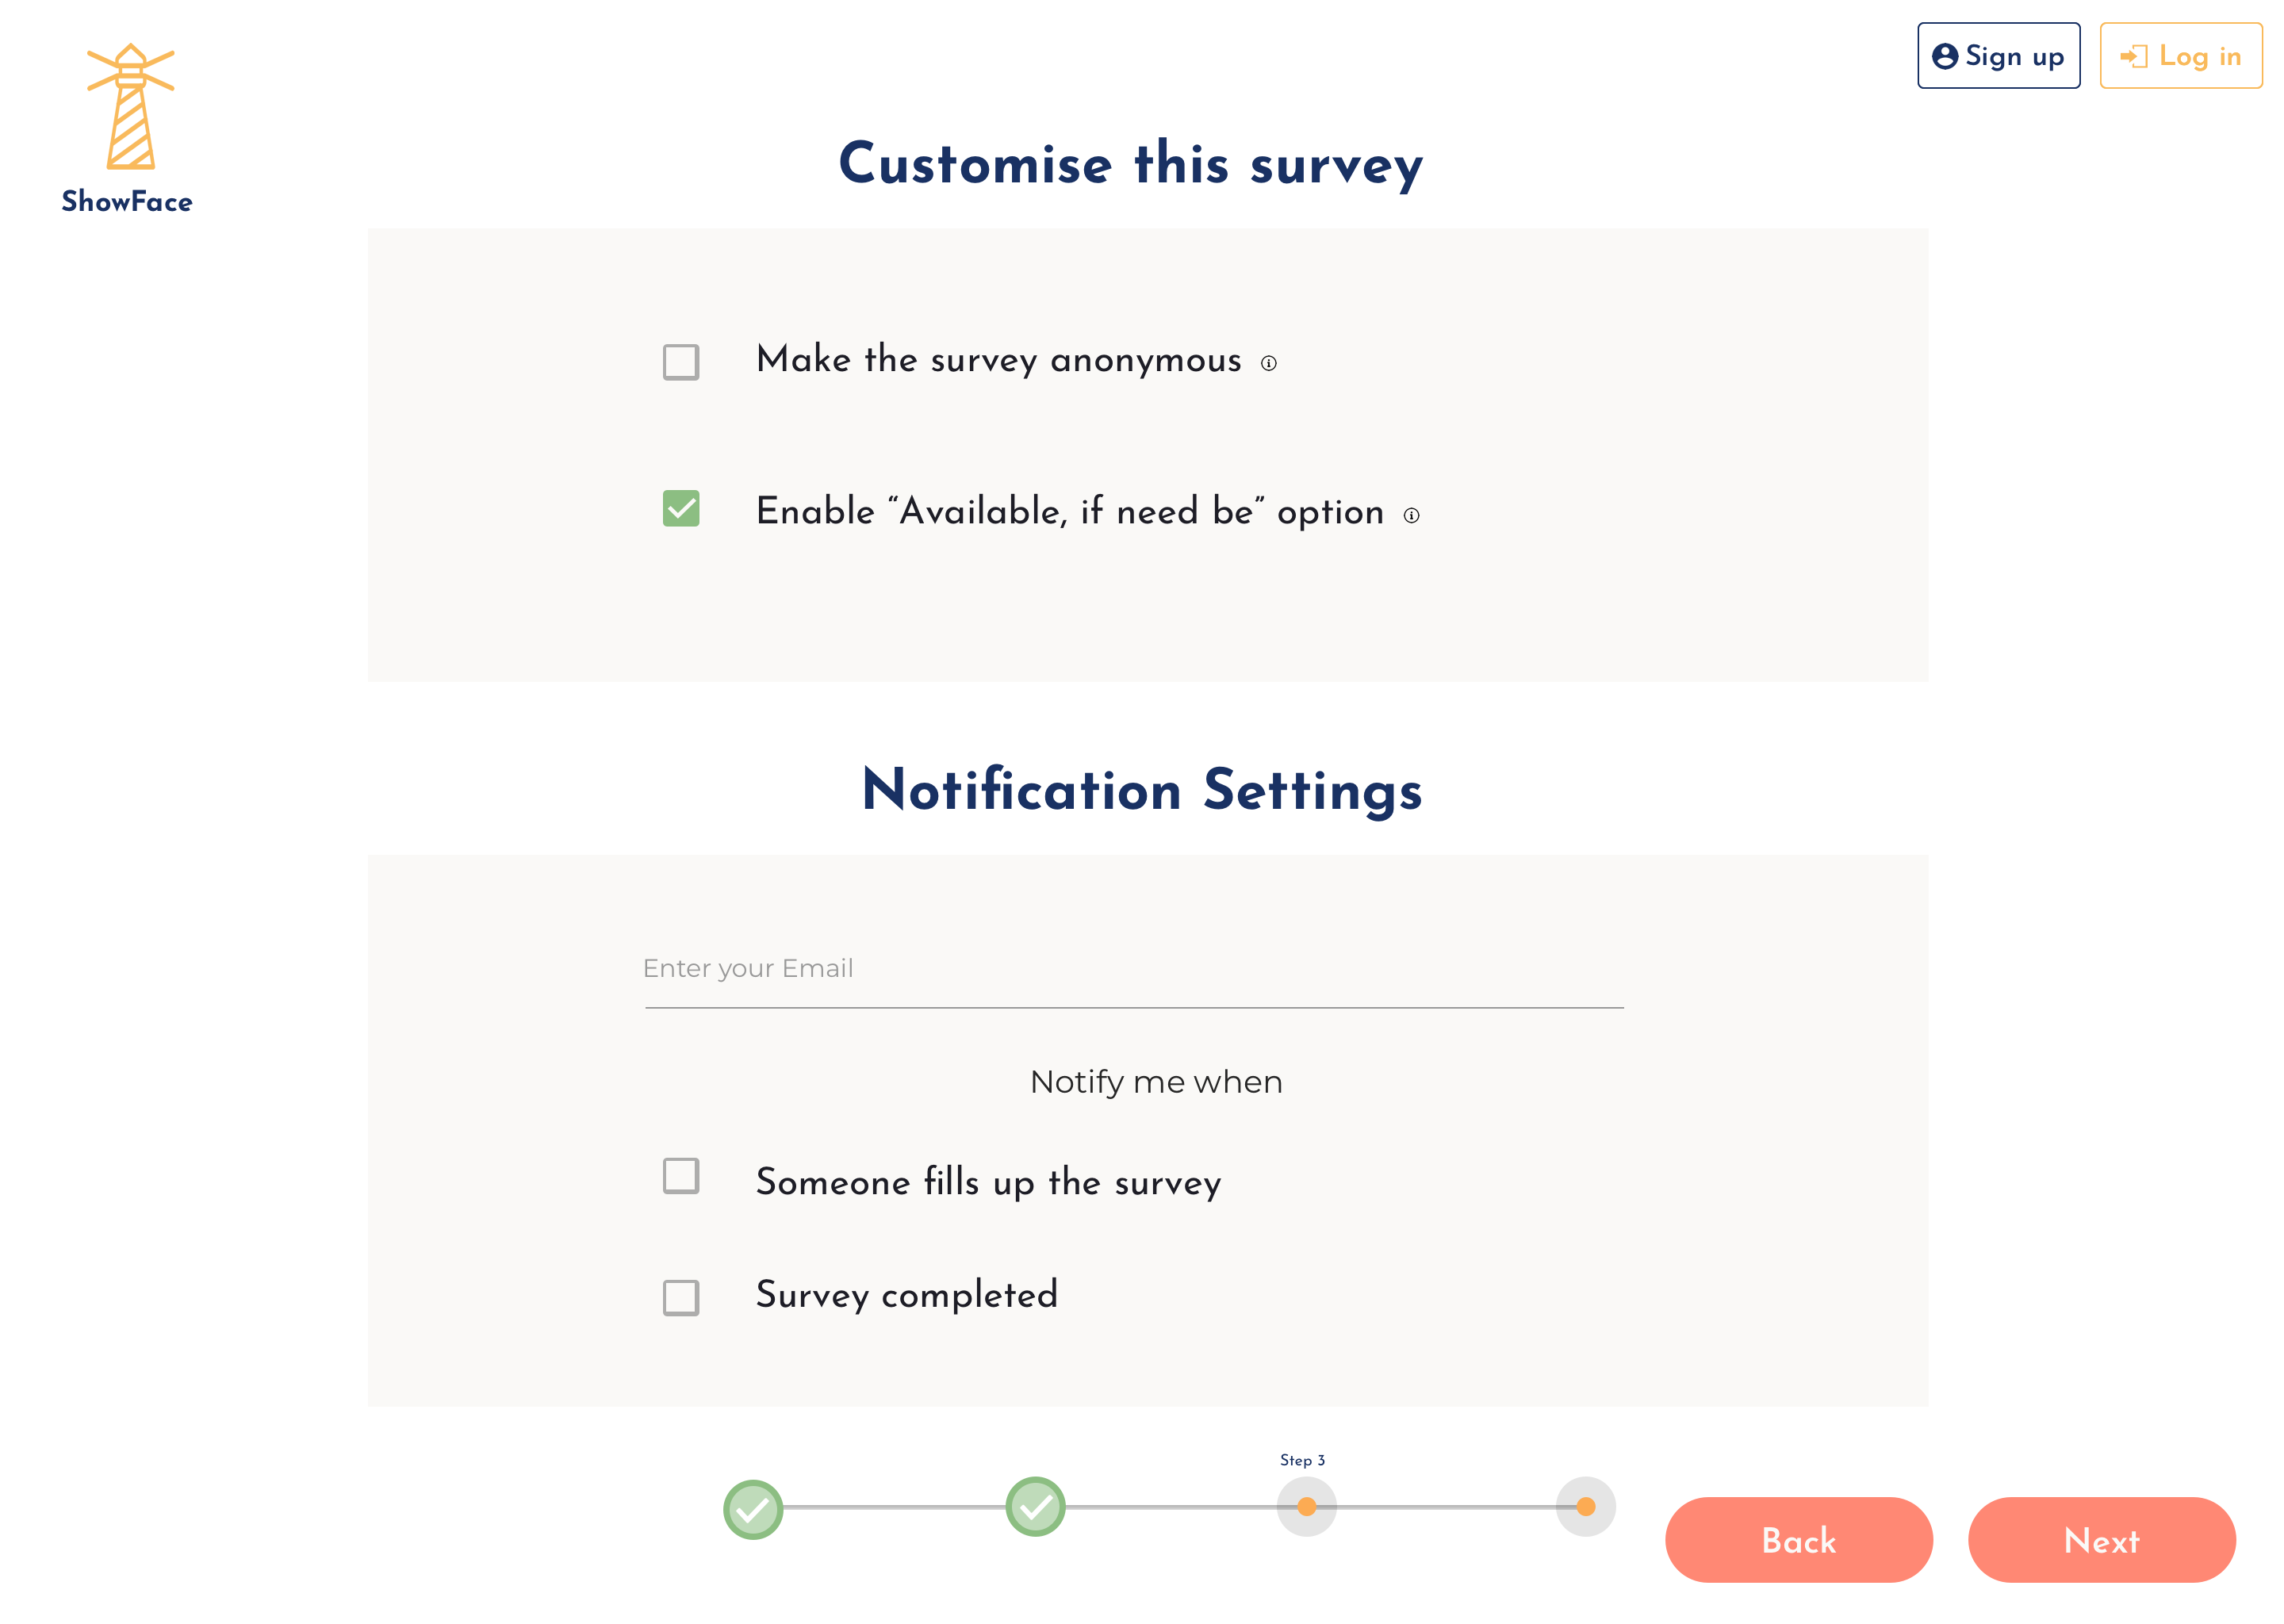 Sign up
Log in
ShowFace
Customise this survey
Make the survey anonymous
Enable “Available, if need be” option
Notification Settings
Enter your Email
Notify me when
Someone fills up the survey
Survey completed
Step 3
Back
Next